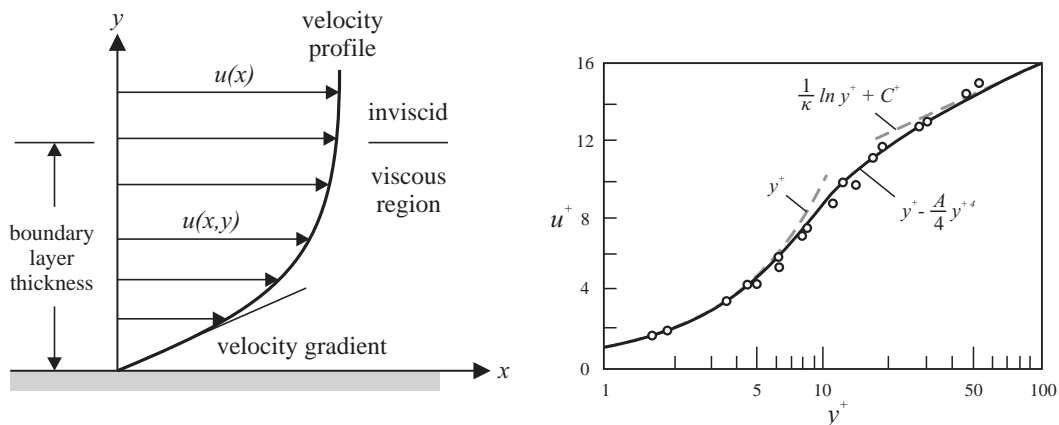 y
velocity
profile
u(x)
inviscid
viscous
region
u(x,y)
boundary
layer
thickness
velocity gradient
x
16
12
8
4
0
u⁺
1/κ ln y⁺ + C⁺
y⁺
y⁺ - A/4 y⁺⁴
1 5 10 50 100
y⁺